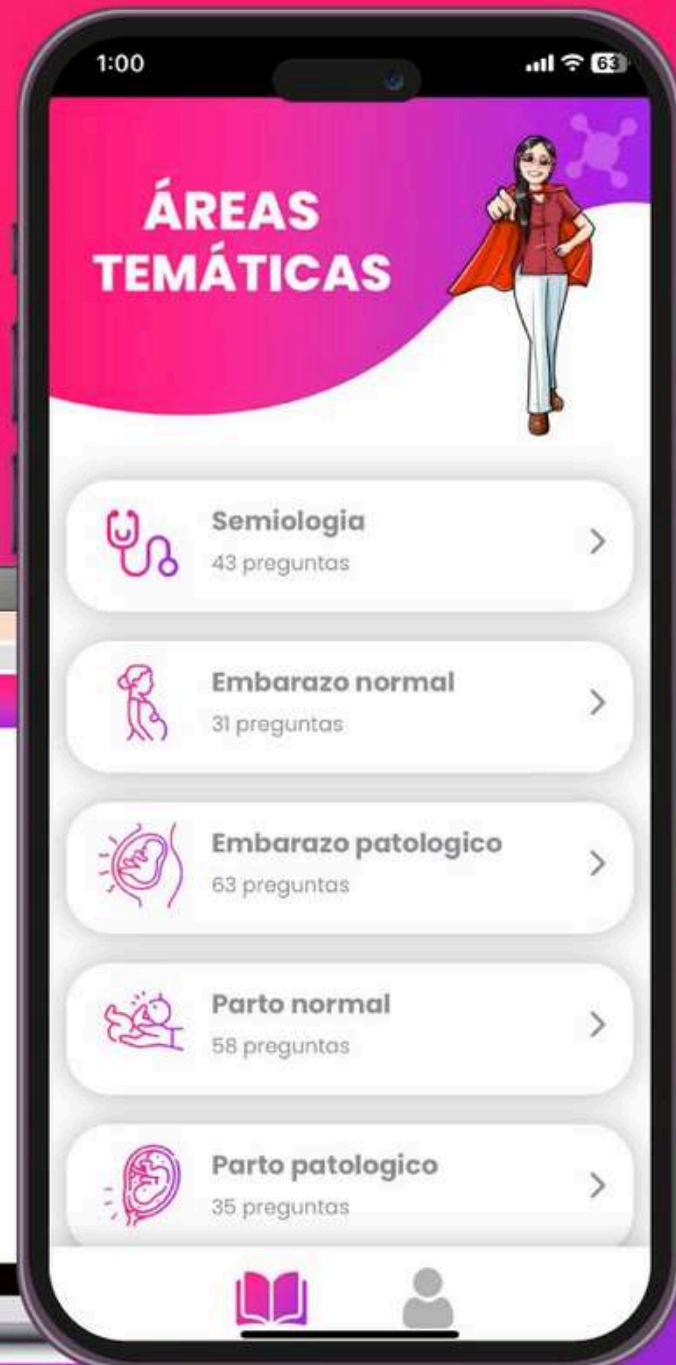 1:00
63
ÁREAS
TEMÁTICAS
Semiologia
43 preguntas
Embarazo normal
31 preguntas
Embarazo patologico
63 preguntas
Parto normal
58 preguntas
Parto patologico
35 preguntas